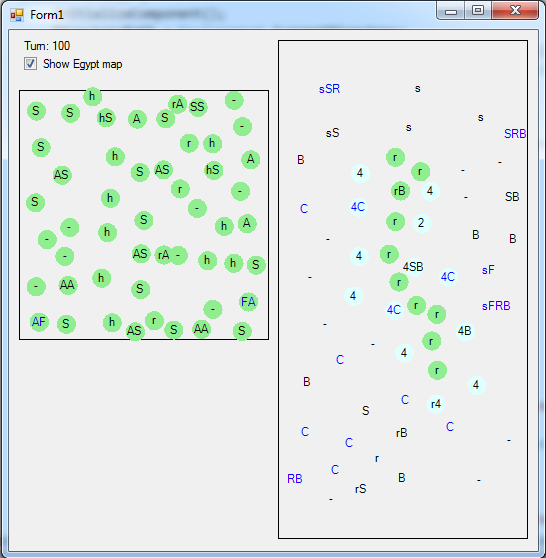 Form1
Turn: 100
Show Egypt map
h
S S hS A S rA SS -
-
S h r h A
AS S AS hS
S h r - -
- S h A
- h
- AS rA - h h S
- AA h S
- FA
AF S h AS r S AA S
sSR s
sS s s SRB
B r - -
4 r
rB 4 - SB
C 4C
r 2 B B
-
4 r
- 4SB 4C sF
r
4 4C r sFRB
- r 4B
- r
C 4
r
B 4
S C r4
C C rB C -
r
RB C rS B -
-